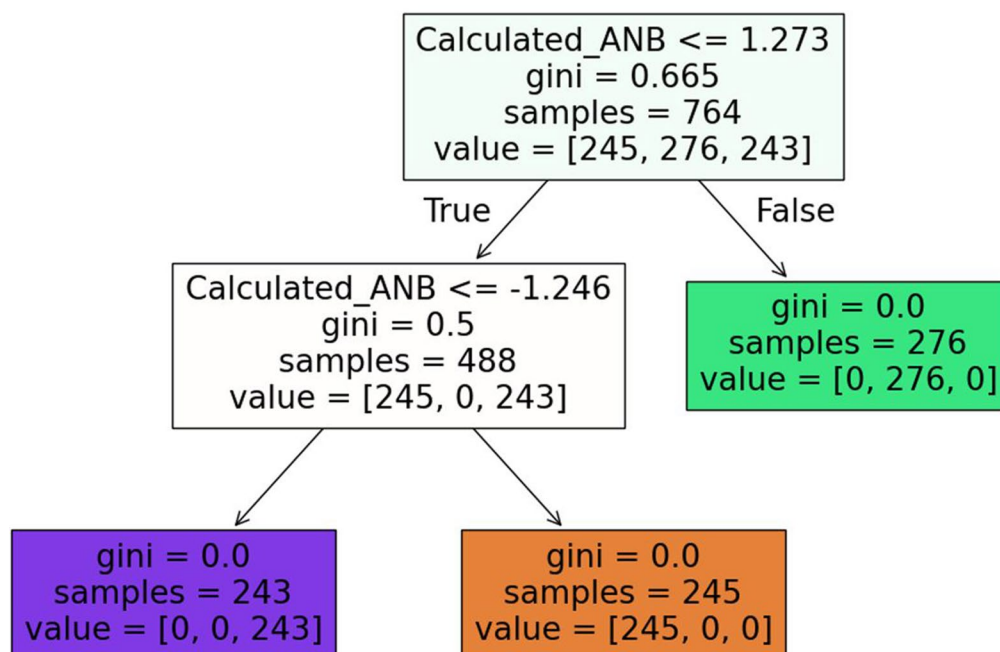 Calculated_ANB <= 1.273
gini = 0.665
samples = 764
value = [245, 276, 243]
True
False
Calculated_ANB <= -1.246
gini = 0.5
samples = 488
value = [245, 0, 243]
gini = 0.0
samples = 276
value = [0, 276, 0]
gini = 0.0
samples = 243
value = [0, 0, 243]
gini = 0.0
samples = 245
value = [245, 0, 0]